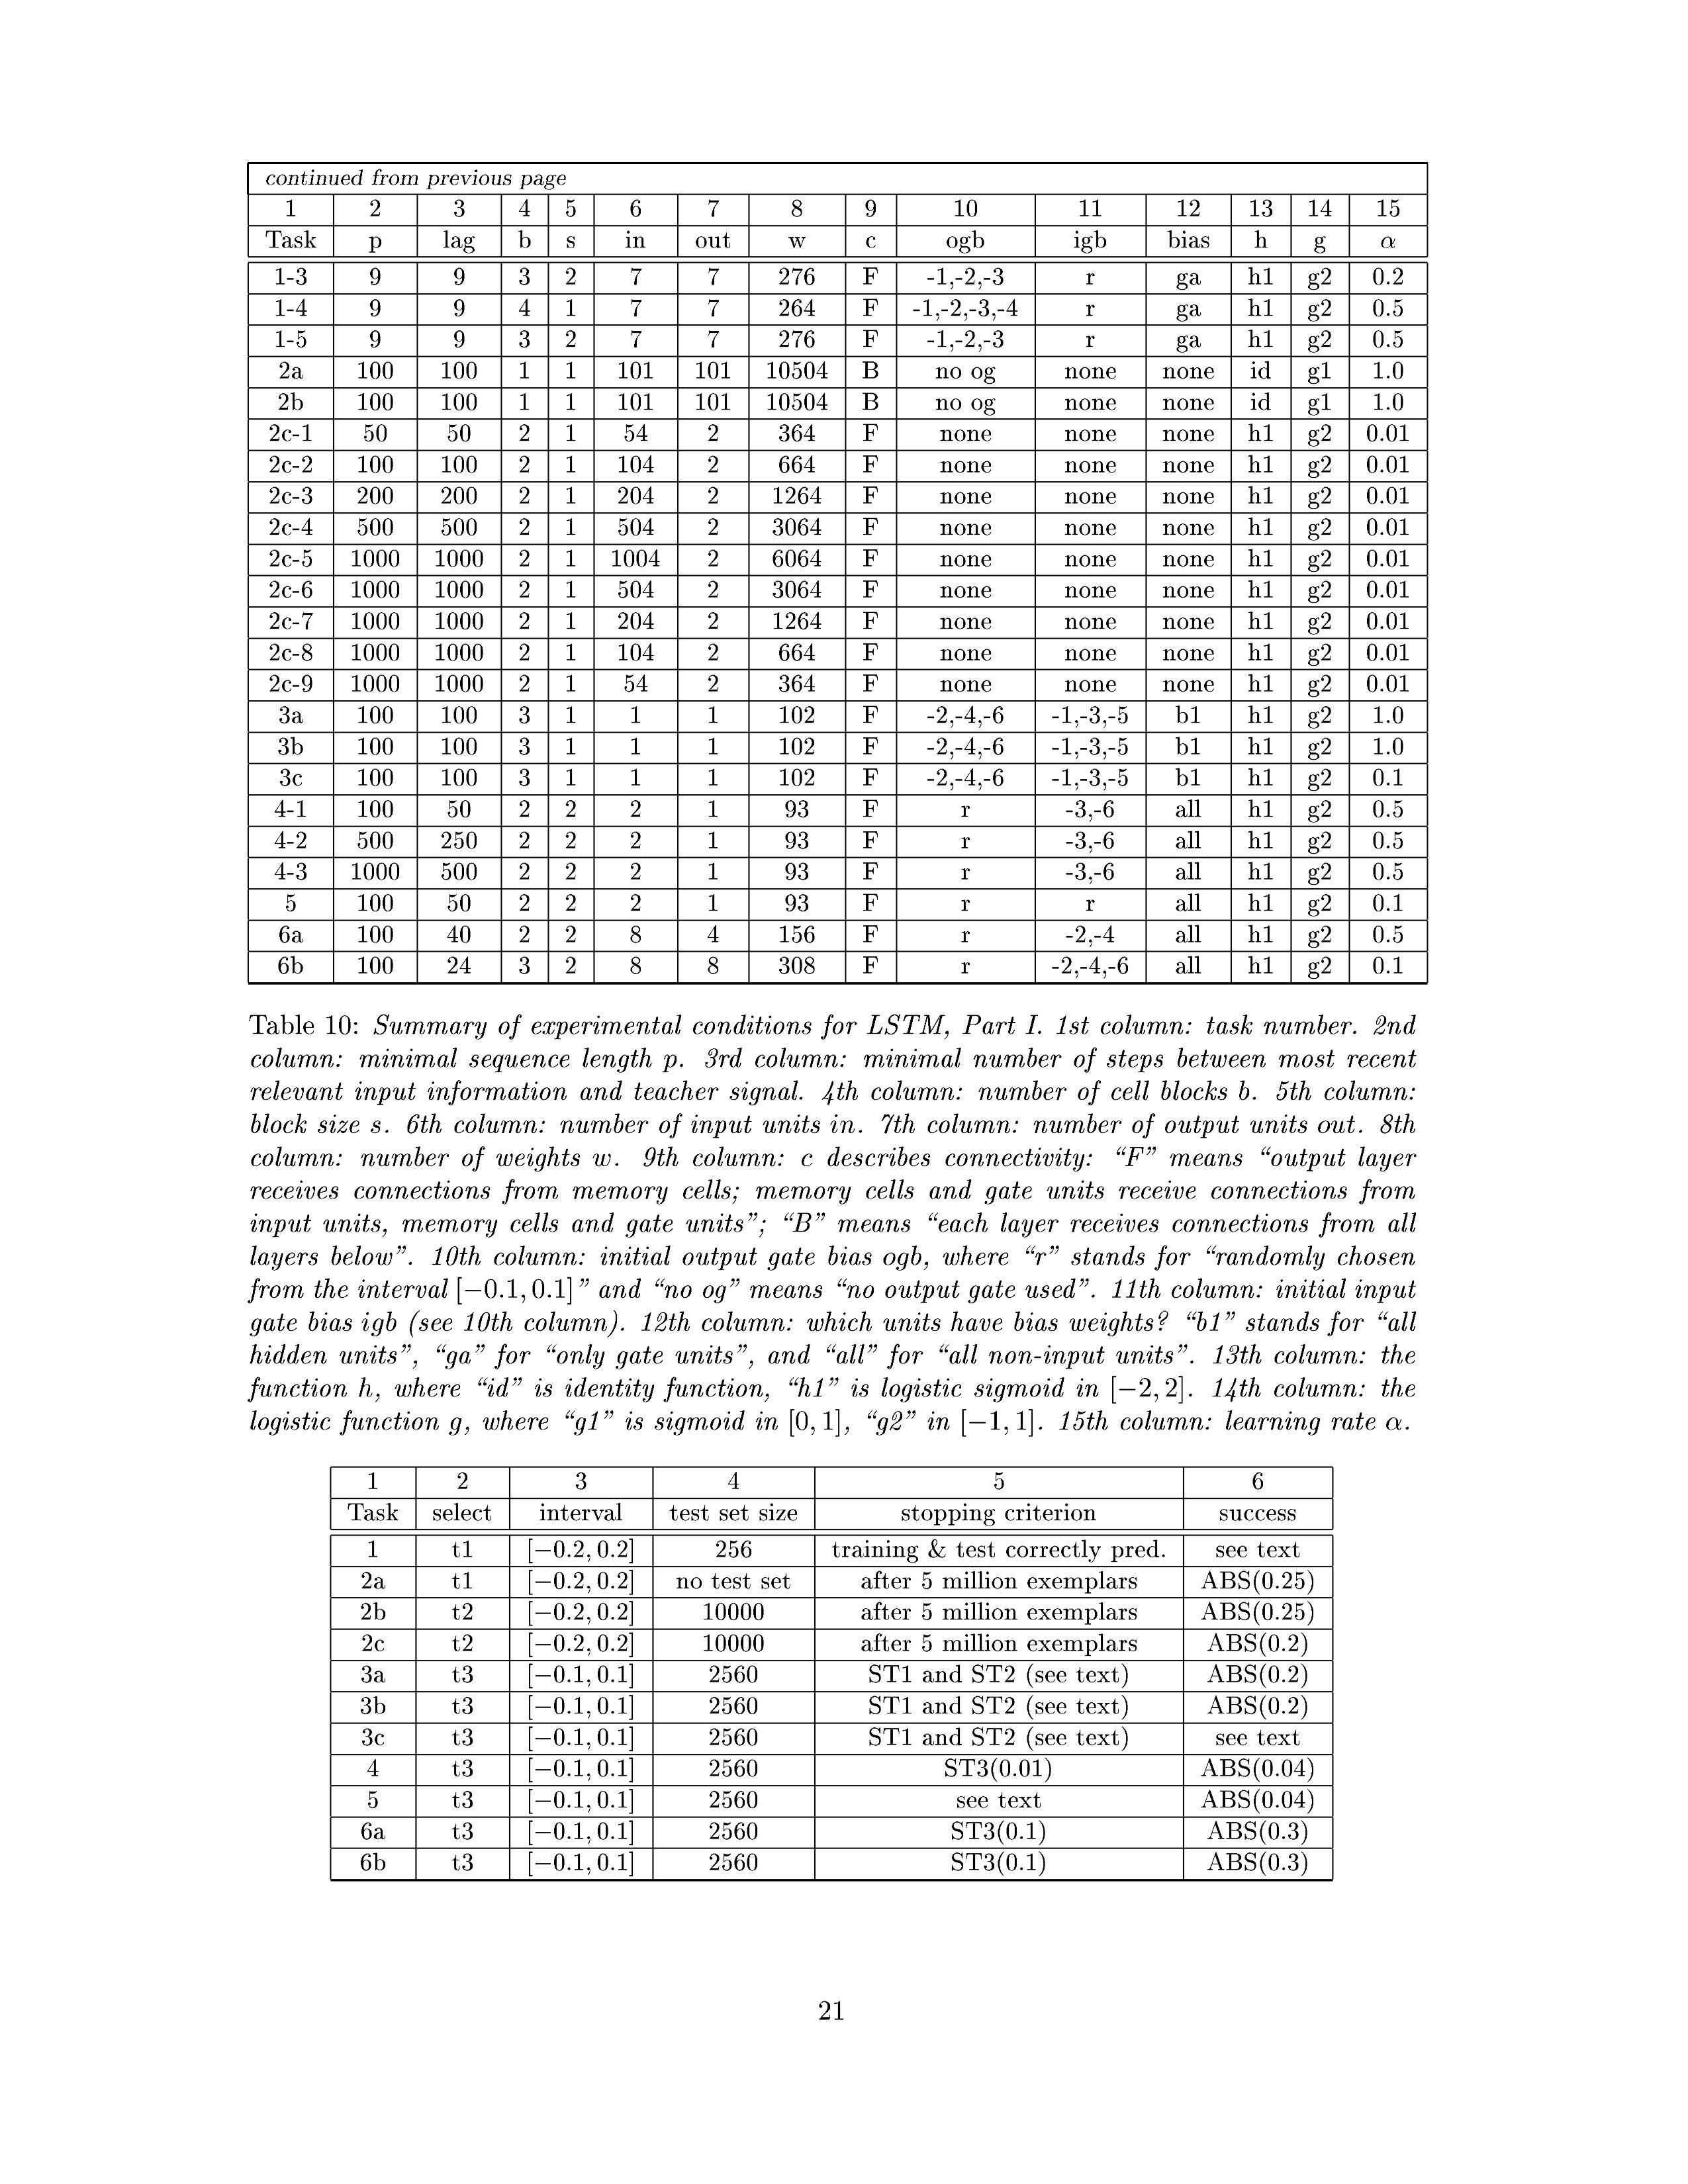 continued from previous page
1 2 3 4 5 6 7 8 9 10 11 12 13 14 15
Task p lag b s in out w c ogb igb bias h g α
1-3 9 9 3 2 7 7 276 F -1,-2,-3 r ga h1 g2 0.2
1-4 9 9 4 1 7 7 264 F -1,-2,-3,-4 r ga h1 g2 0.5
1-5 9 9 3 2 7 7 276 F -1,-2,-3 r ga h1 g2 0.5
2a 100 100 1 1 101 101 10504 B no og none none id g1 1.0
2b 100 100 1 1 101 101 10504 B no og none none id g1 1.0
2c-1 50 50 2 1 54 2 364 F none none none h1 g2 0.01
2c-2 100 100 2 1 104 2 664 F none none none h1 g2 0.01
2c-3 200 200 2 1 204 2 1264 F none none none h1 g2 0.01
2c-4 500 500 2 1 504 2 3064 F none none none h1 g2 0.01
2c-5 1000 1000 2 1 1004 2 6064 F none none none h1 g2 0.01
2c-6 1000 1000 2 1 504 2 3064 F none none none h1 g2 0.01
2c-7 1000 1000 2 1 204 2 1264 F none none none h1 g2 0.01
2c-8 1000 1000 2 1 104 2 664 F none none none h1 g2 0.01
2c-9 1000 1000 2 1 54 2 364 F none none none h1 g2 0.01
3a 100 100 3 1 1 1 102 F -2,-4,-6 -1,-3,-5 b1 h1 g2 1.0
3b 100 100 3 1 1 1 102 F -2,-4,-6 -1,-3,-5 b1 h1 g2 1.0
3c 100 100 3 1 1 1 102 F -2,-4,-6 -1,-3,-5 b1 h1 g2 0.1
4-1 100 50 2 2 2 1 93 F r -3,-6 all h1 g2 0.5
4-2 500 250 2 2 2 1 93 F r -3,-6 all h1 g2 0.5
4-3 1000 500 2 2 2 1 93 F r -3,-6 all h1 g2 0.5
5 100 50 2 2 2 1 93 F r r all h1 g2 0.1
6a 100 40 2 2 8 4 156 F r -2,-4 all h1 g2 0.5
6b 100 24 3 2 8 8 308 F r -2,-4,-6 all h1 g2 0.1
Table 10: Summary of experimental conditions for LSTM, Part I. 1st column: task number. 2nd
column: minimal sequence length p. 3rd column: minimal number of steps between most recent
relevant input information and teacher signal. 4th column: number of cell blocks b. 5th column:
block size s. 6th column: number of input units in. 7th column: number of output units out. 8th
column: number of weights w. 9th column: c describes connectivity: “F” means “output layer
receives connections from memory cells; memory cells and gate units receive connections from
input units, memory cells and gate units”; “B” means “each layer receives connections from all
layers below”. 10th column: initial output gate bias ogb, where “r” stands for “randomly chosen
from the interval [−0.1, 0.1]” and “no og” means “no output gate used”. 11th column: initial input
gate bias igb (see 10th column). 12th column: which units have bias weights? “b1” stands for “all
hidden units”, “ga” for “only gate units”, and “all” for “all non-input units”. 13th column: the
function h, where “id” is identity function, “h1” is logistic sigmoid in [−2, 2]. 14th column: the
logistic function g, where “g1” is sigmoid in [0, 1], “g2” in [−1, 1]. 15th column: learning rate α.
1 2 3 4 5 6
Task select interval test set size stopping criterion success
1 t1 [−0.2, 0.2] 256 training & test correctly pred. see text
2a t1 [−0.2, 0.2] no test set after 5 million exemplars ABS(0.25)
2b t2 [−0.2, 0.2] 10000 after 5 million exemplars ABS(0.25)
2c t2 [−0.2, 0.2] 10000 after 5 million exemplars ABS(0.2)
3a t3 [−0.1, 0.1] 2560 ST1 and ST2 (see text) ABS(0.2)
3b t3 [−0.1, 0.1] 2560 ST1 and ST2 (see text) ABS(0.2)
3c t3 [−0.1, 0.1] 2560 ST1 and ST2 (see text) see text
4 t3 [−0.1, 0.1] 2560 ST3(0.01) ABS(0.04)
5 t3 [−0.1, 0.1] 2560 see text ABS(0.04)
6a t3 [−0.1, 0.1] 2560 ST3(0.1) ABS(0.3)
6b t3 [−0.1, 0.1] 2560 ST3(0.1) ABS(0.3)
21